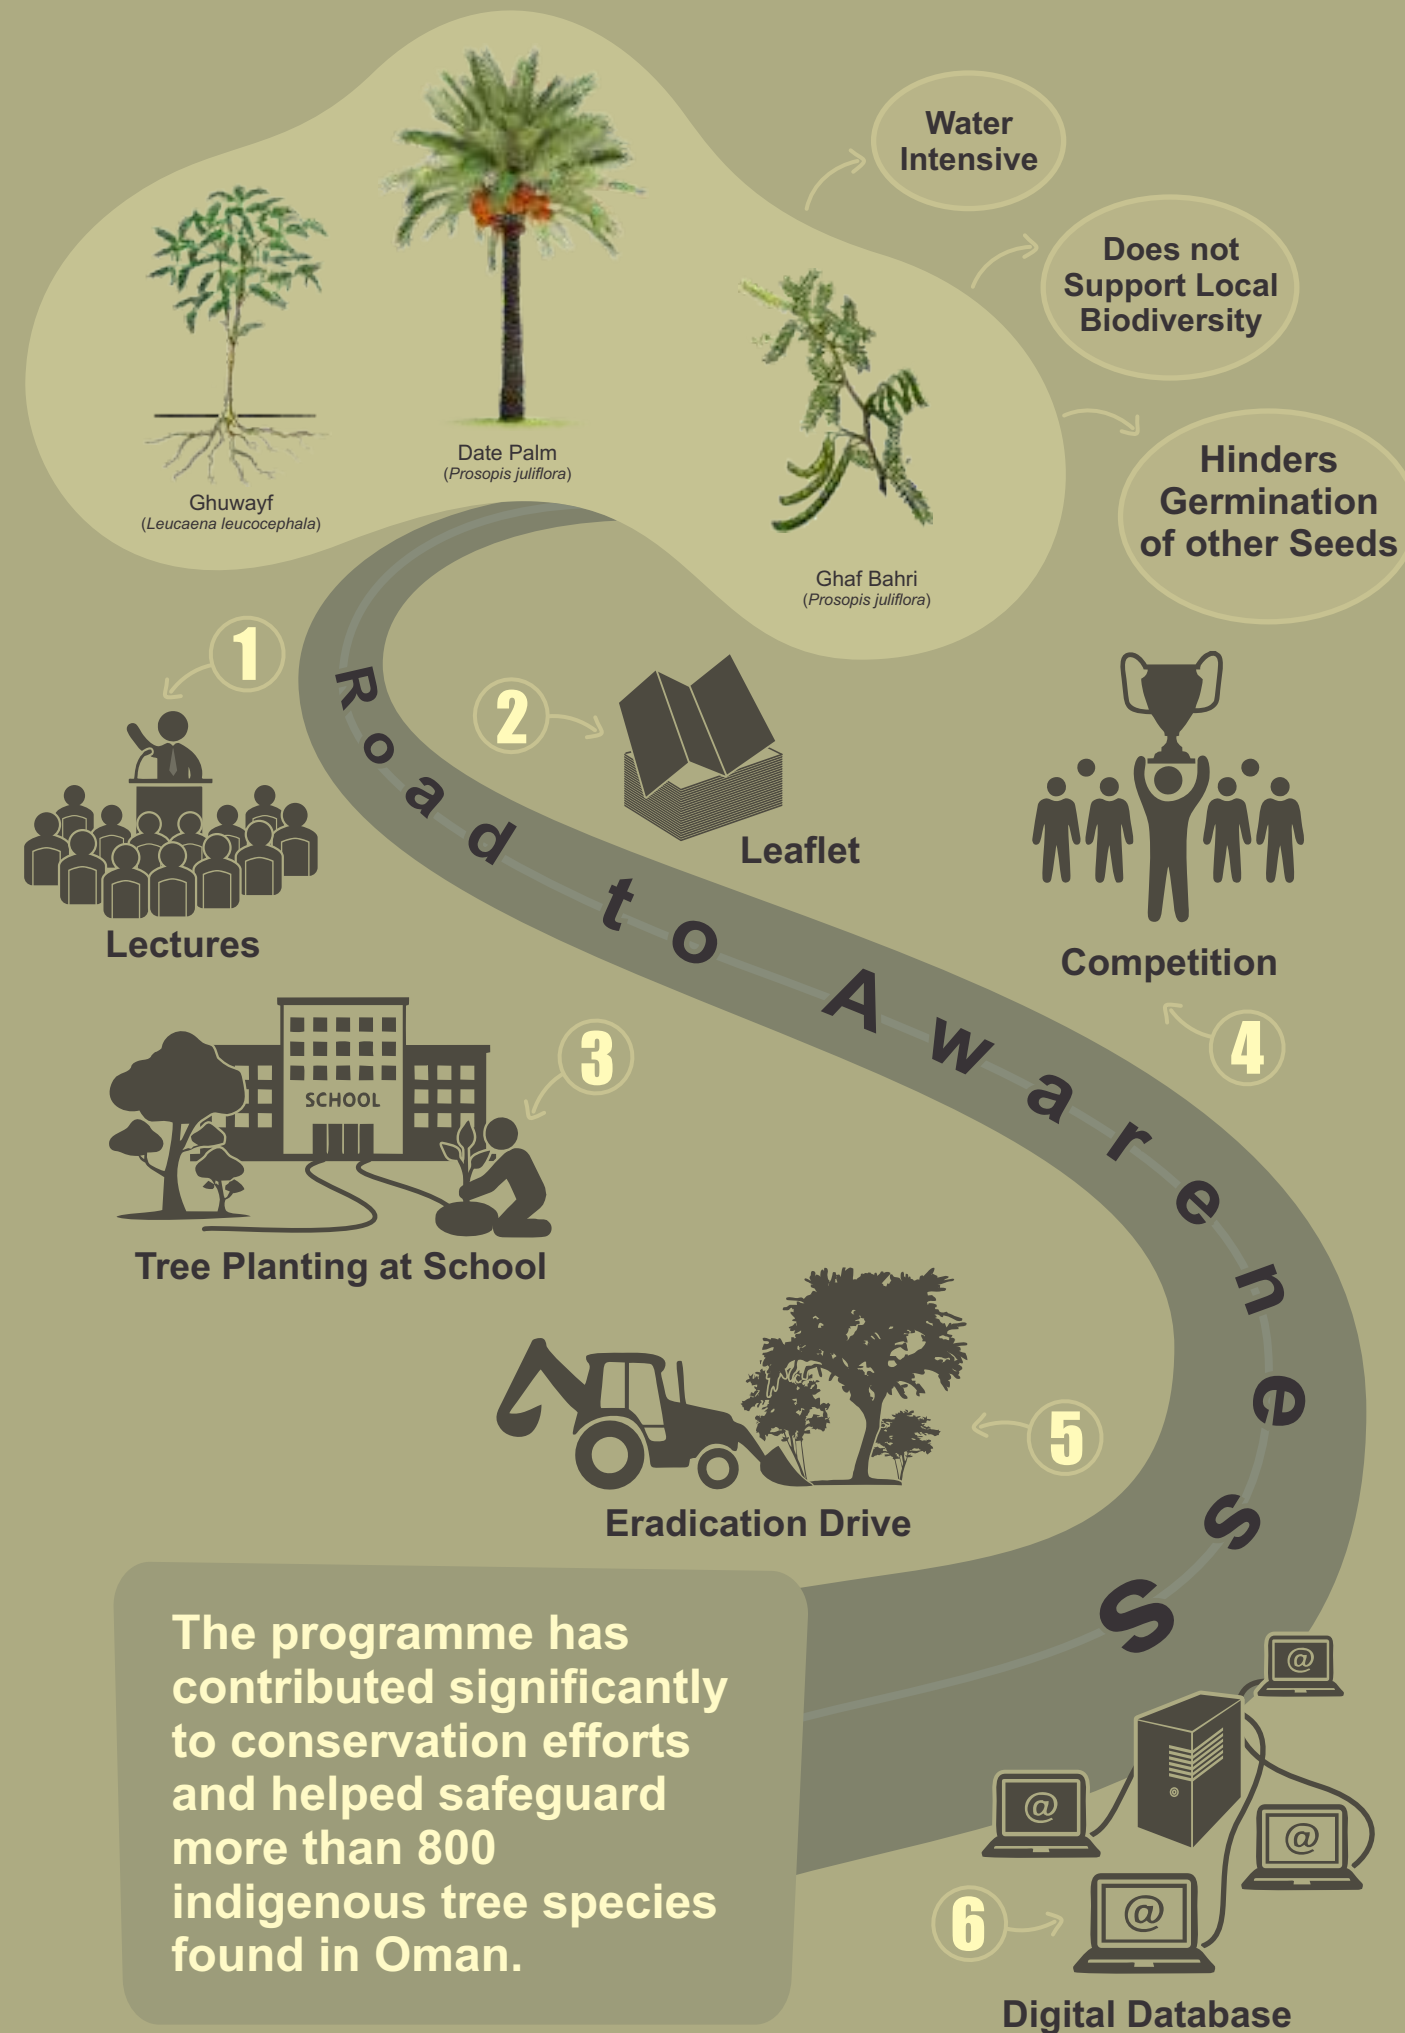 Water
Intensive
Does not
Support Local
Biodiversity
Hinders
Germination
of other Seeds
Date Palm
(Prosopis juliflora)
Ghuwayf
(Leucaena leucocephala)
Ghaf Bahri
(Prosopis juliflora)
Road to Awareness
1
Lectures
2
Leaflet
3
SCHOOL
Tree Planting at School
4
Competition
5
Eradication Drive
The programme has
contributed significantly
to conservation efforts
and helped safeguard
more than 800
indigenous tree species
found in Oman.
@
@
@
@
6
Digital Database